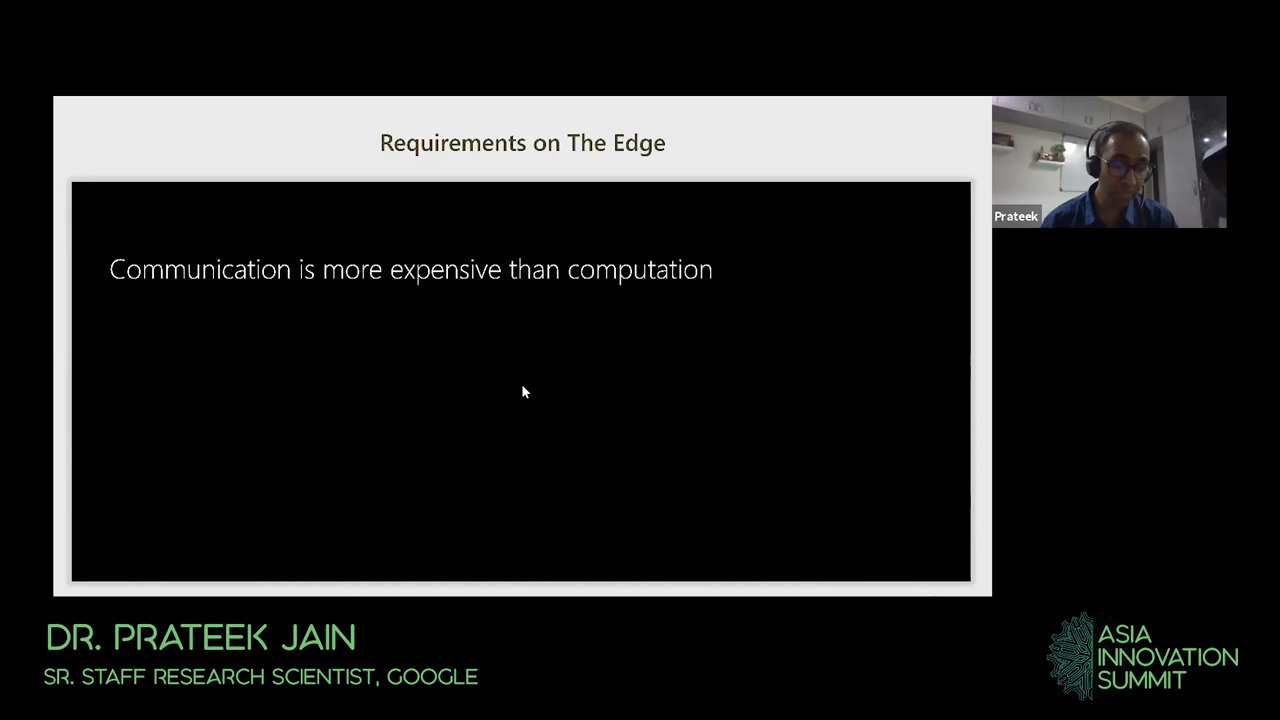 Requirements on The Edge
Communication is more expensive than computation
Prateek
DR. PRATEEK JAIN
SR. STAFF RESEARCH SCIENTIST, GOOGLE
ASIA
INNOVATION
SUMMIT